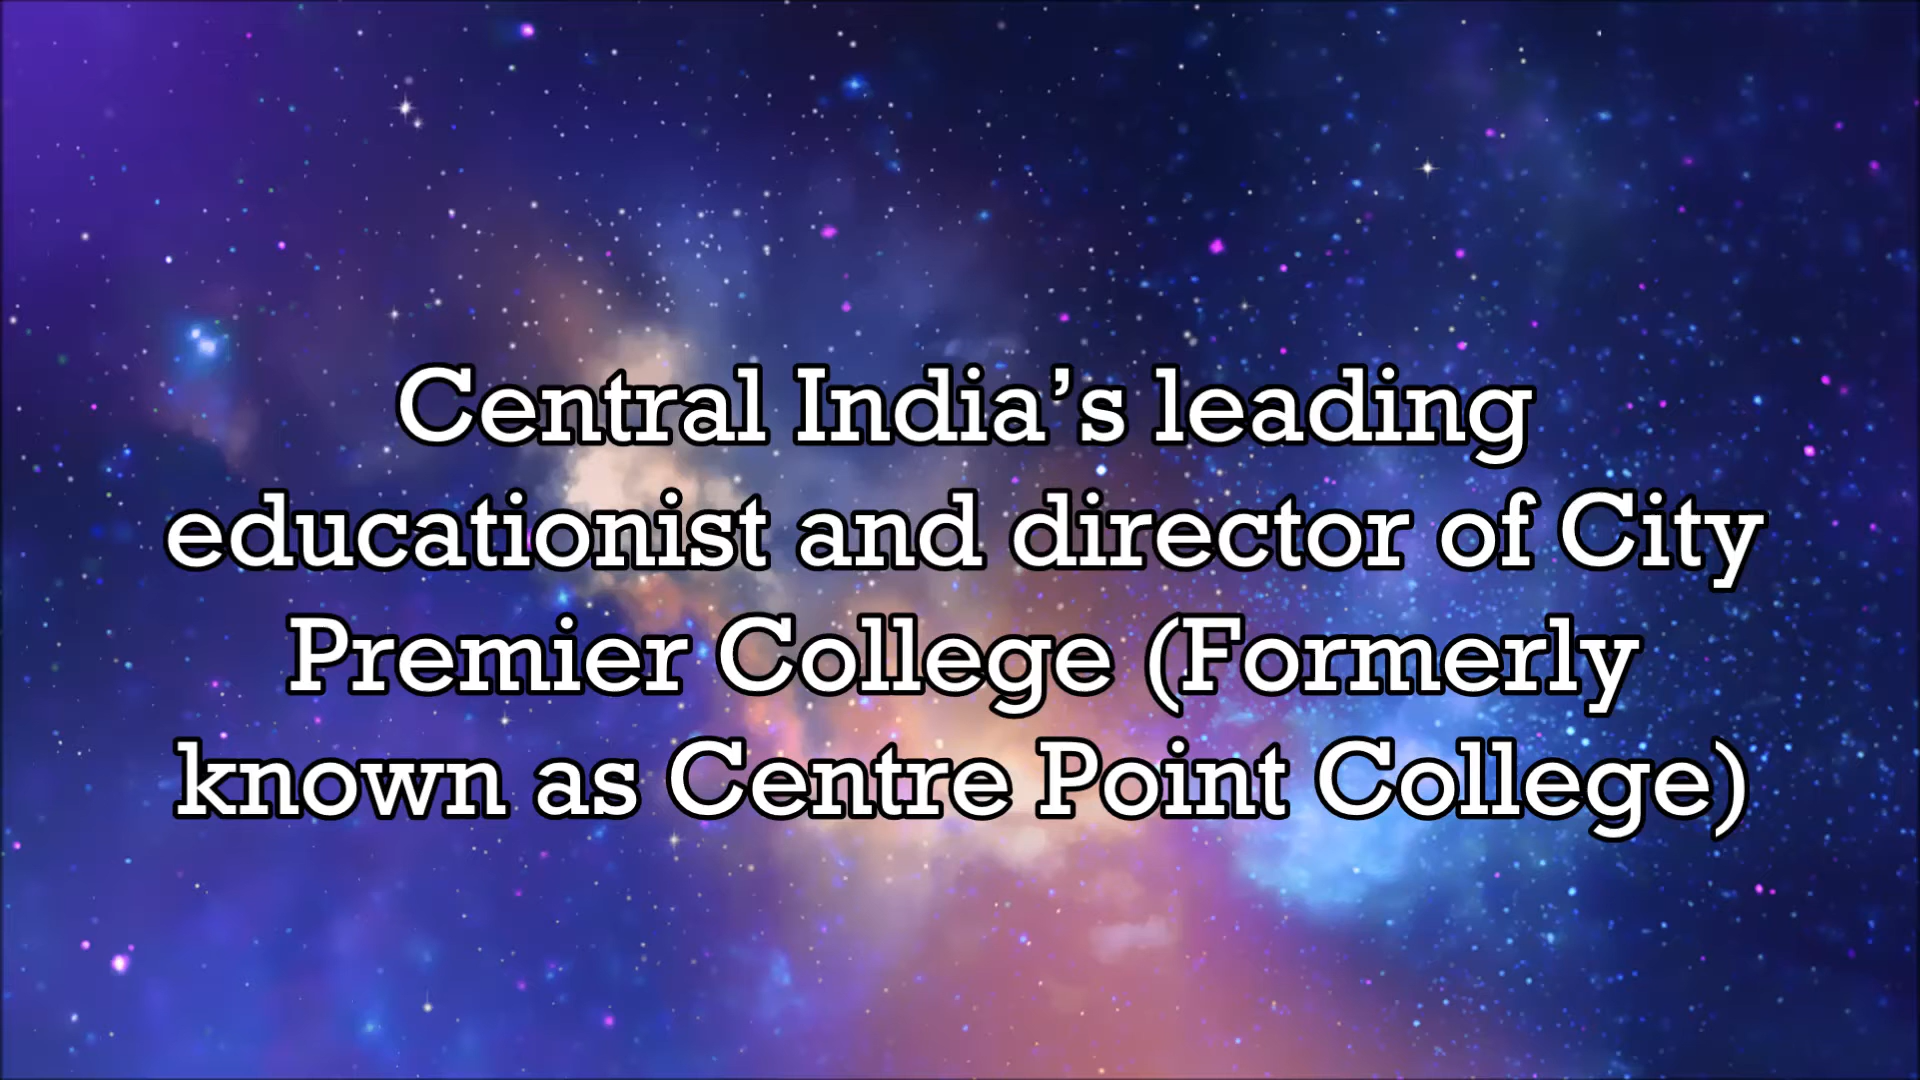 Central India’s leading
educationist and director of City
Premier College (Formerly
known as Centre Point College)